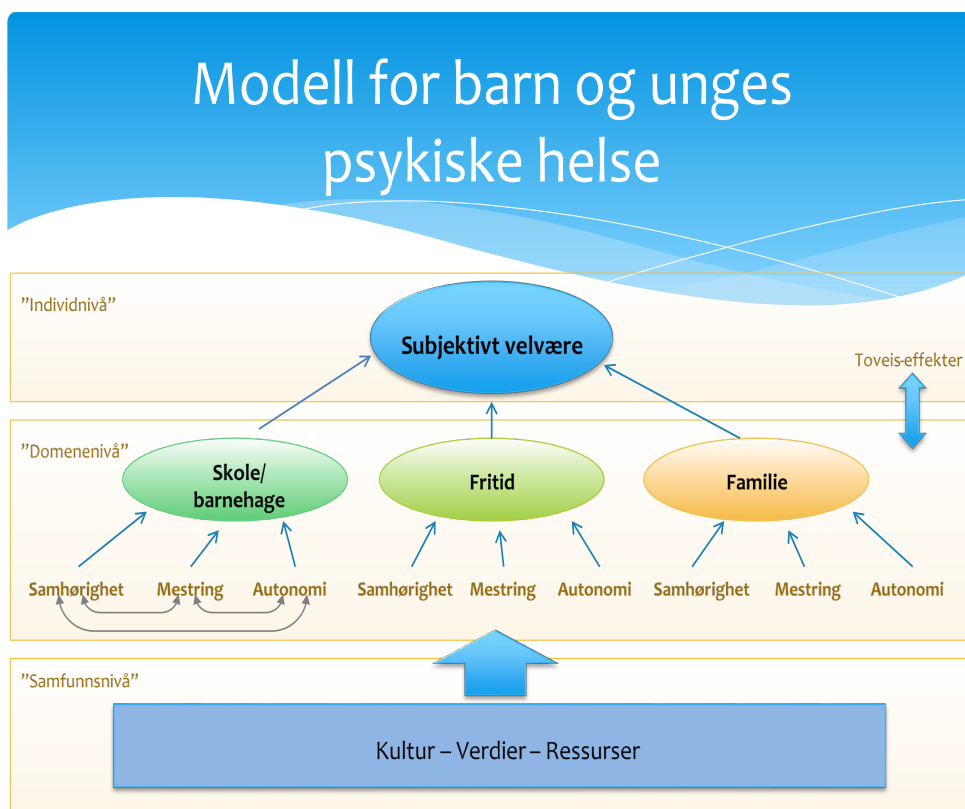 Modell for barn og unges
psykiske helse
”Individnivå”
Subjektivt velvære
Toveis-effekter
”Domenenivå”
Skole/
barnehage
Fritid
Familie
Samhørighet Mestring Autonomi Samhørighet Mestring Autonomi Samhørighet Mestring Autonomi
”Samfunnsnivå”
Kultur – Verdier – Ressurser